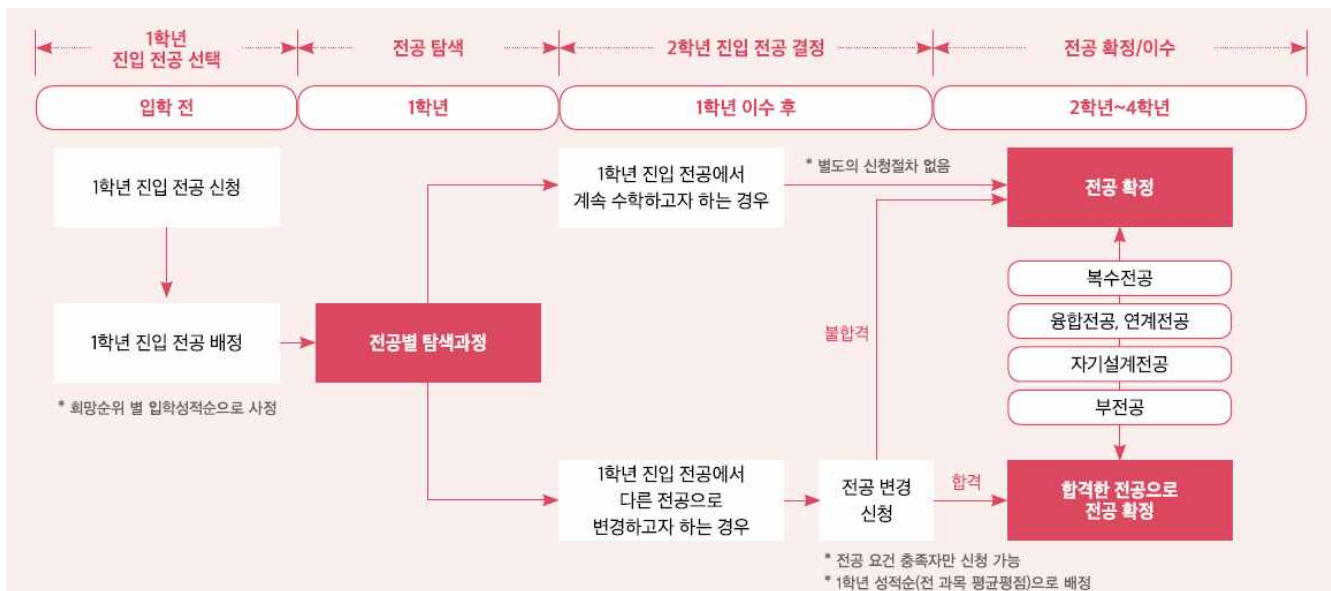 1학년
진입 전공 선택
전공 탐색
2학년 진입 전공 결정
전공 확정/이수
입학 전
1학년
1학년 이수 후
2학년~4학년
1학년 진입 전공 신청
1학년 진입 전공 배정
* 희망순위 별 입학성적순으로 사정
전공별 탐색과정
1학년 진입 전공에서
계속 수학하고자 하는 경우
* 별도의 신청절차 없음
전공 확정
복수전공
융합전공, 연계전공
자기설계전공
부전공
불합격
1학년 진입 전공에서
다른 전공으로
변경하고자 하는 경우
전공 변경
신청
합격
합격한 전공으로
전공 확정
* 전공 요건 충족자만 신청 가능
* 1학년 성적순(전 과목 평균평점)으로 배정